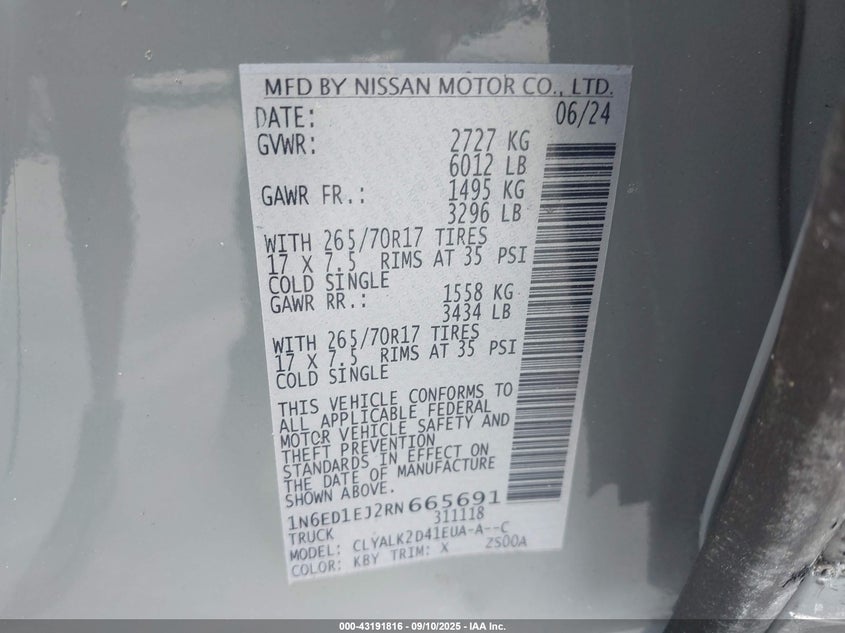 MFD BY NISSAN MOTOR CO., LTD.
DATE: 06/24
GVWR: 2727 KG
6012 LB
GAWR FR.: 1495 KG
3296 LB
WITH 265/70R17 TIRES
17 X 7.5 RIMS AT 35 PSI
COLD SINGLE
GAWR RR.: 1558 KG
3434 LB
WITH 265/70R17 TIRES
17 X 7.5 RIMS AT 35 PSI
COLD SINGLE
THIS VEHICLE CONFORMS TO
ALL APPLICABLE FEDERAL
MOTOR VEHICLE SAFETY AND
THEFT PREVENTION
STANDARDS IN EFFECT ON
THE DATE OF MANUFACTURE
SHOWN ABOVE
1N6ED1EJ2RN665691
TRUCK 311118
MODEL: CLYALK2D41EUA-A--C
COLOR: KBY TRIM: X ZS00A
000-43191816 - 09/10/2025 - IAA Inc.